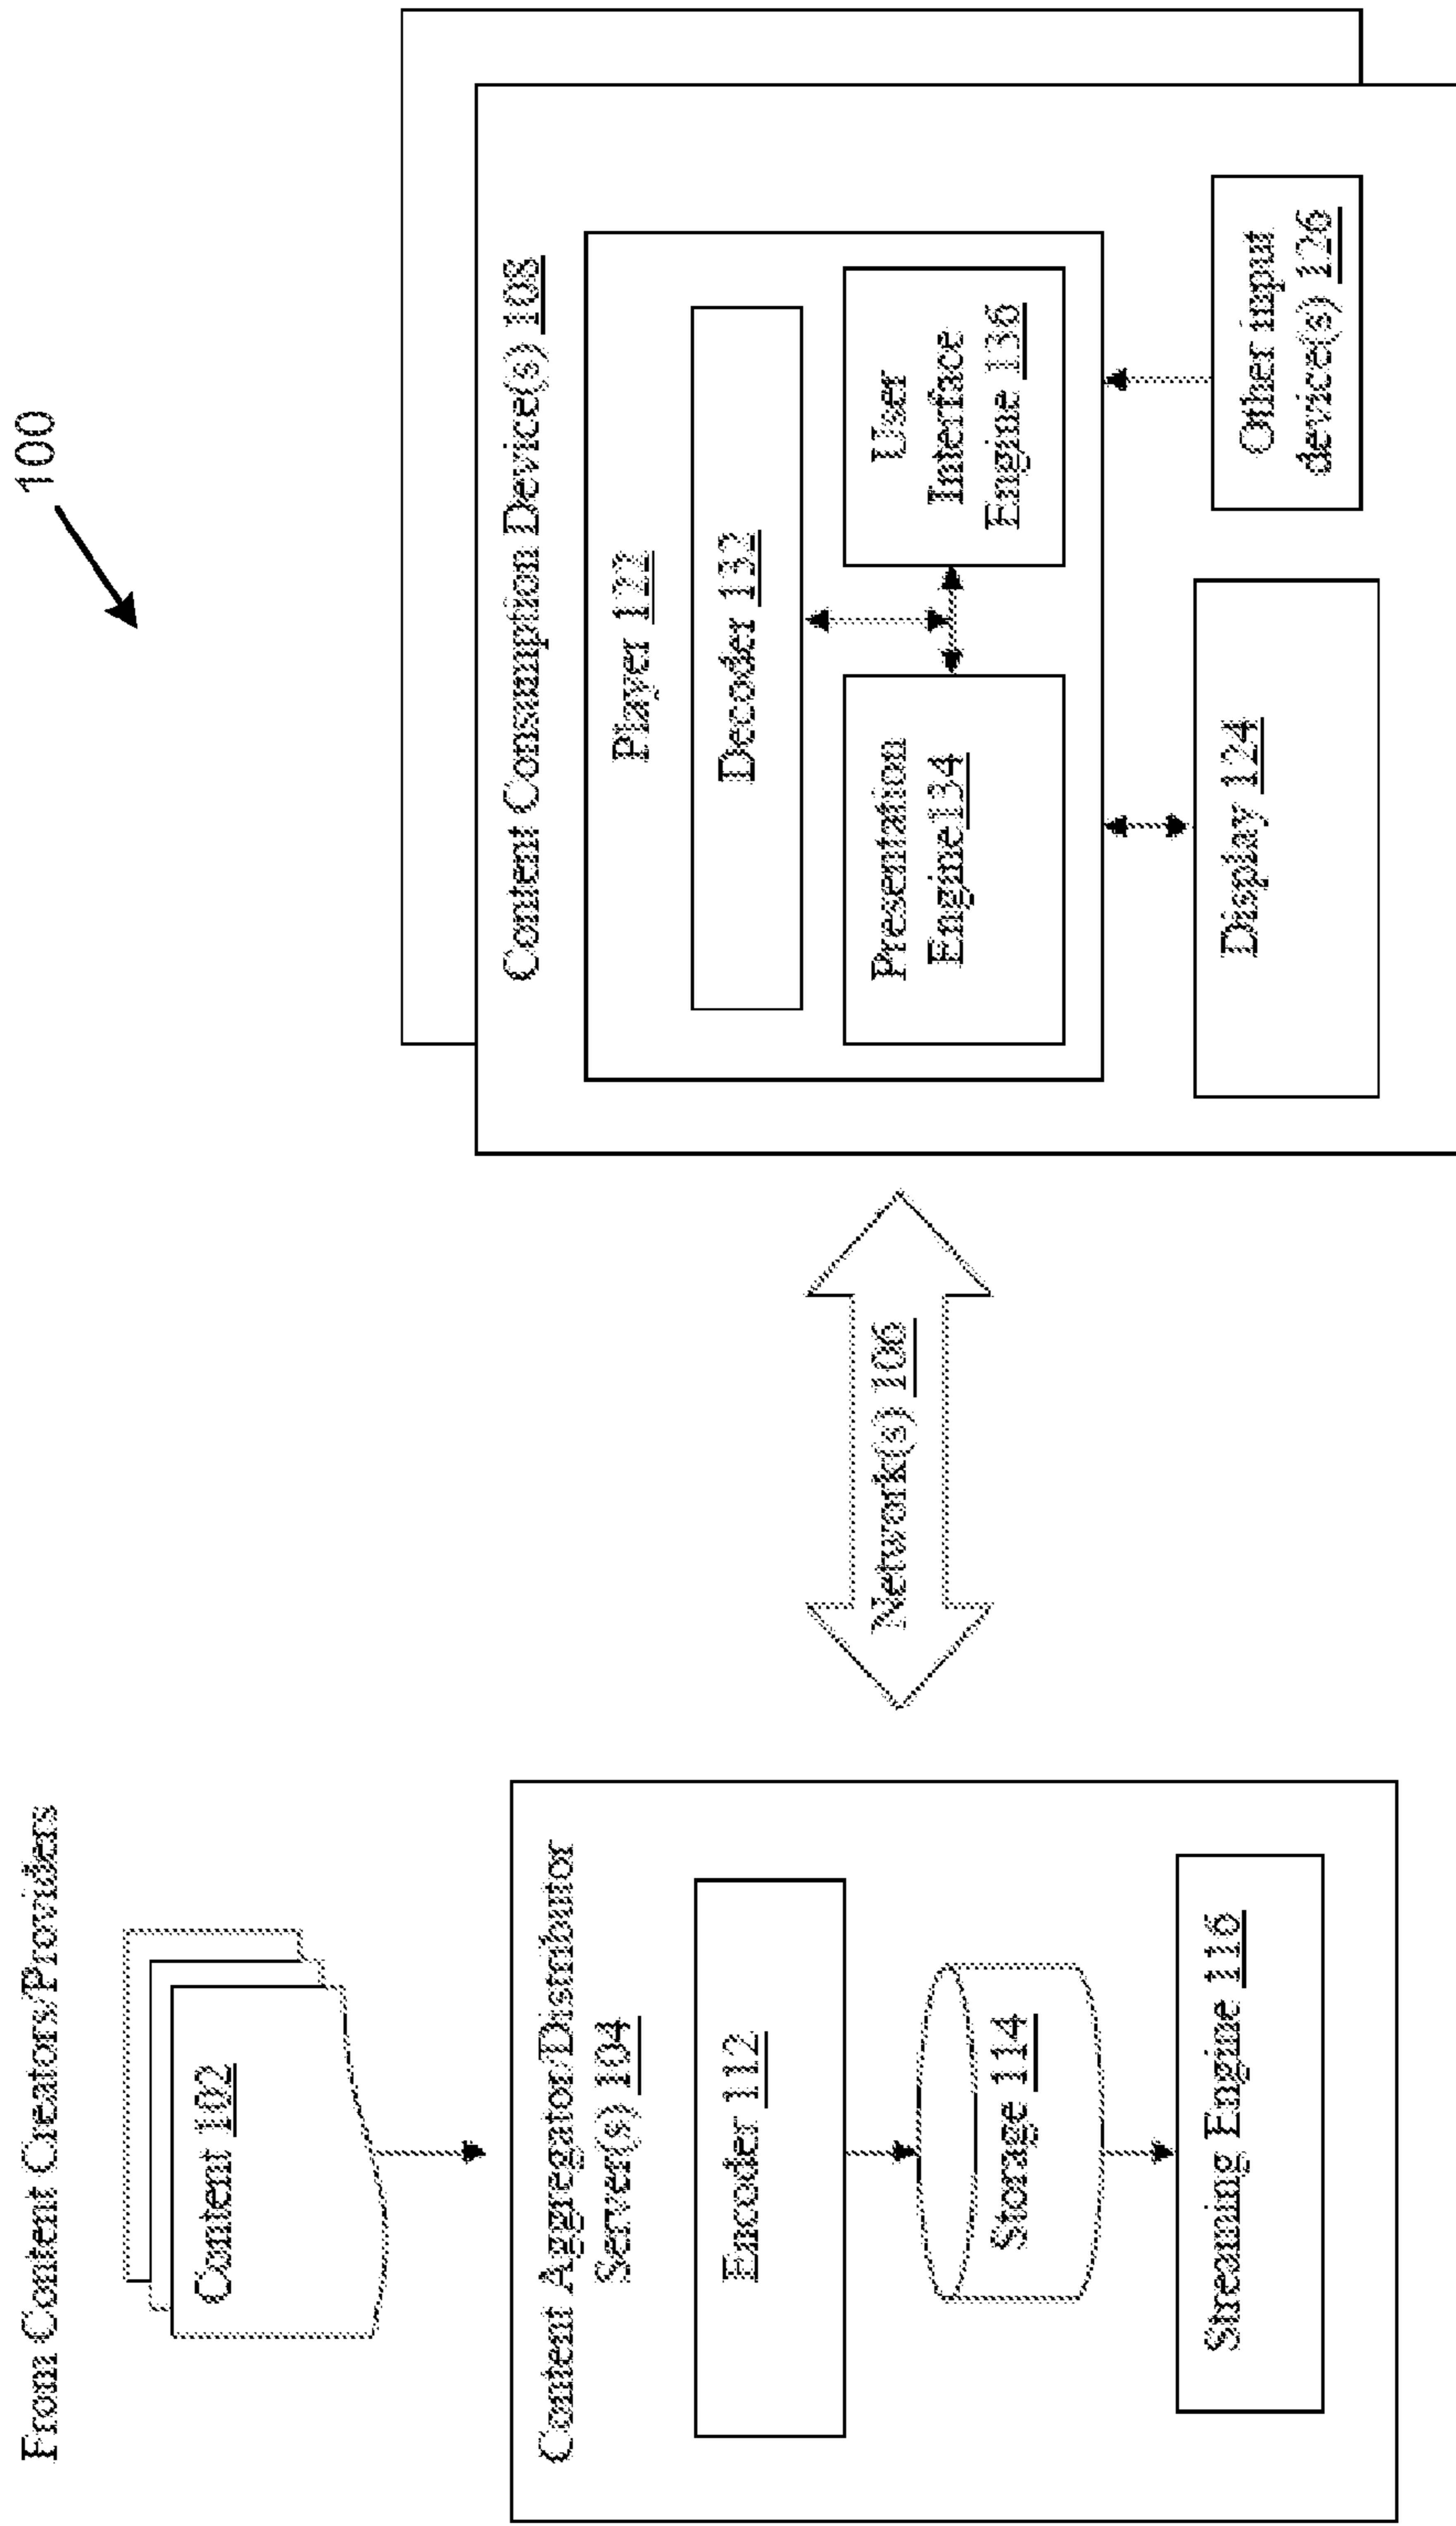 100
From Content Creators/Providers
Content 102
Content Aggregator/Distributor
Server(s) 104
Encoder 112
Storage 114
Streaming Engine 116
Network(s) 106
Content Consumption Device(s) 108
Player 122
Decoder 132
Presentation
Engine134
User
Interface
Engine 136
Display 124
Other input
device(s) 126